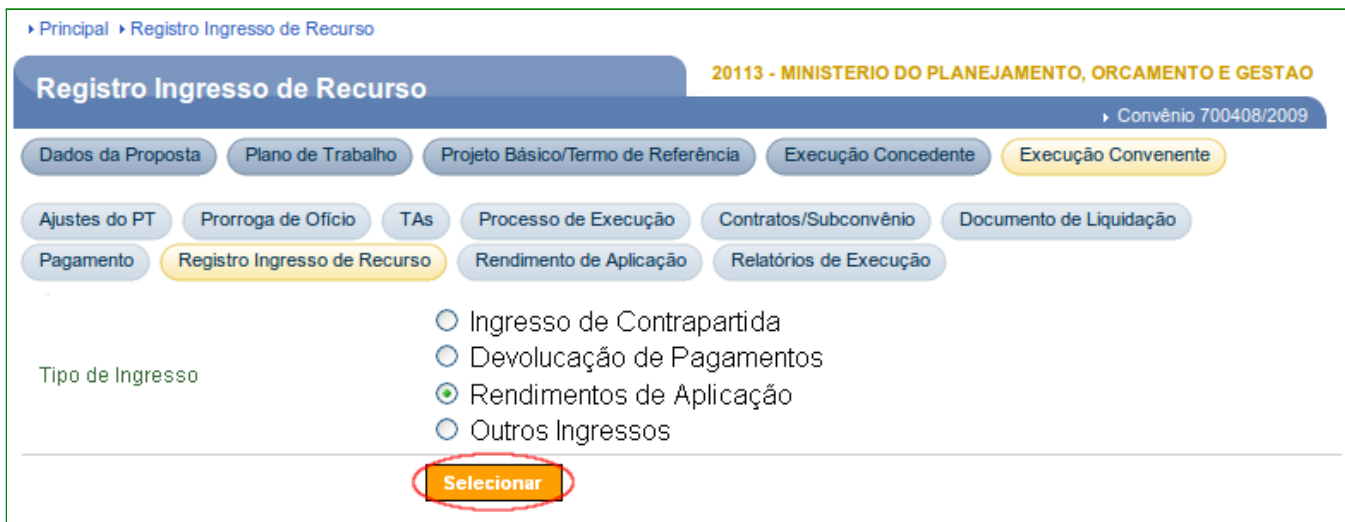 Principal Registro Ingresso de Recurso
Registro Ingresso de Recurso
20113 - MINISTERIO DO PLANEJAMENTO, ORCAMENTO E GESTAO
Convênio 700408/2009
Dados da Proposta Plano de Trabalho Projeto Básico/Termo de Referência Execução Concedente Execução Convenente
Ajustes do PT Prorroga de Ofício TAs Processo de Execução Contratos/Subconvênio Documento de Liquidação
Pagamento Registro Ingresso de Recurso Rendimento de Aplicação Relatórios de Execução
Tipo de Ingresso
Ingresso de Contrapartida
Devolucação de Pagamentos
Rendimentos de Aplicação
Outros Ingressos
Selecionar